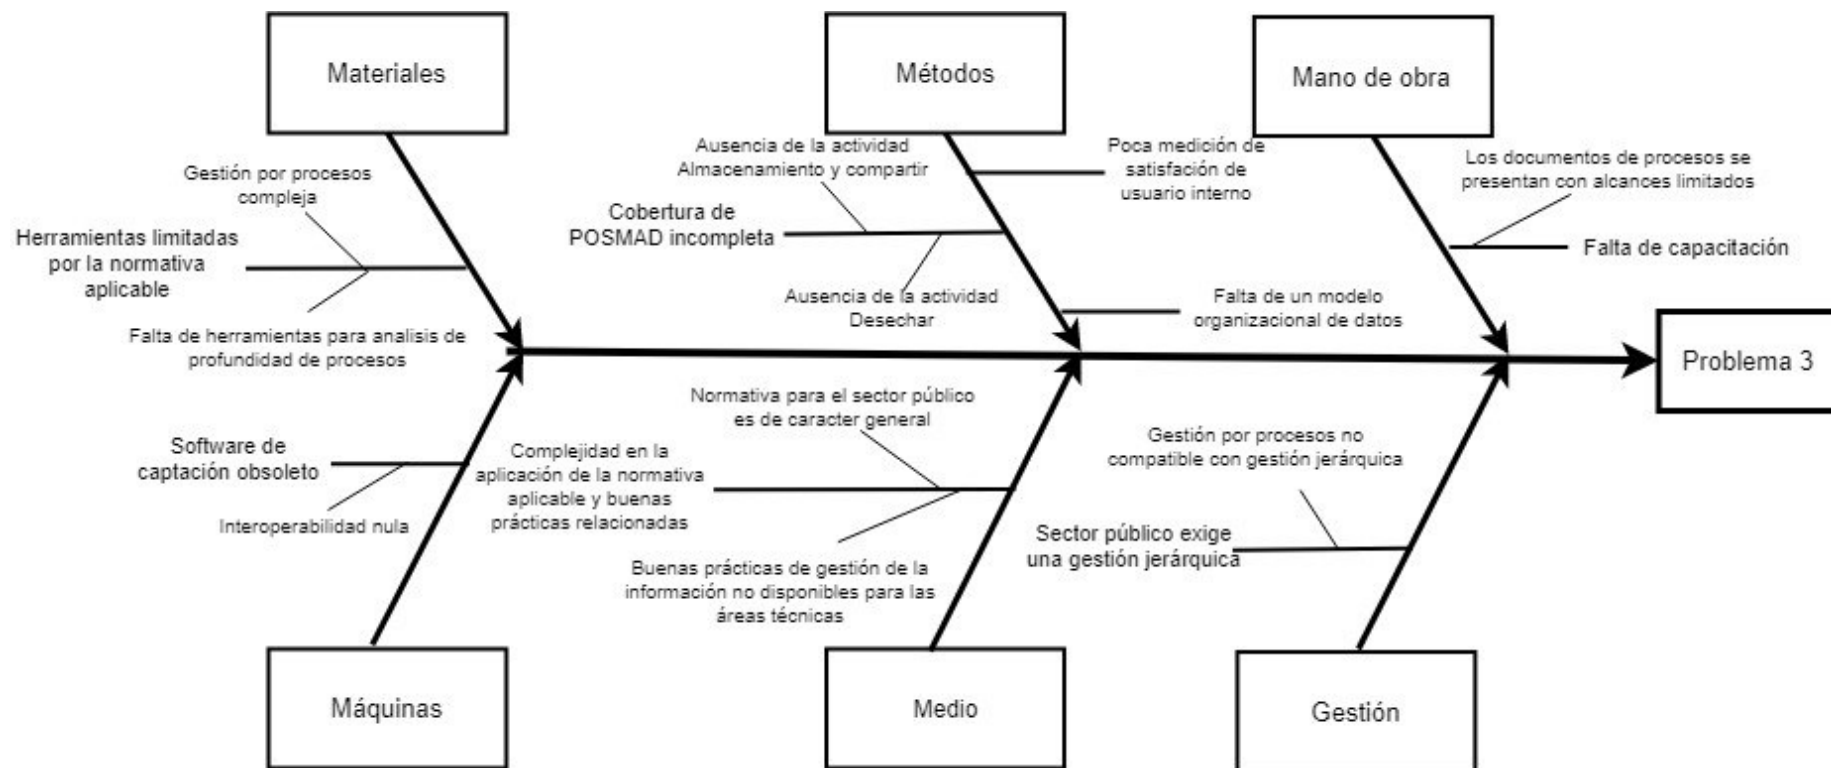 Materiales
Métodos
Mano de obra
Gestión por procesos
compleja
Herramientas limitadas
por la normativa
aplicable
Falta de herramientas para analisis de
profundidad de procesos
Ausencia de la actividad
Almacenamiento y compartir
Cobertura de
POSMAD incompleta
Ausencia de la actividad
Desechar
Poca medición de
satisfacción de
usuario interno
Falta de un modelo
organizacional de datos
Los documentos de procesos se
presentan con alcances limitados
Falta de capacitación
Problema 3
Software de
captación obsoleto
Interoperabilidad nula
Normativa para el sector público
es de caracter general
Complejidad en la
aplicación de la normativa
aplicable y buenas
prácticas relacionadas
Buenas prácticas de gestión de la
información no disponibles para las
áreas técnicas
Gestión por procesos no
compatible con gestión jerárquica
Sector público exige
una gestión jerárquica
Máquinas
Medio
Gestión